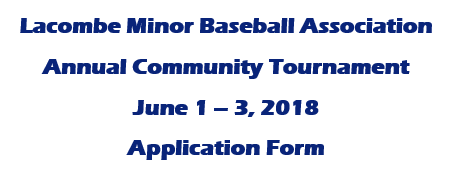 Lacombe Minor Baseball Association
Annual Community Tournament
June 1 – 3, 2018
Application Form